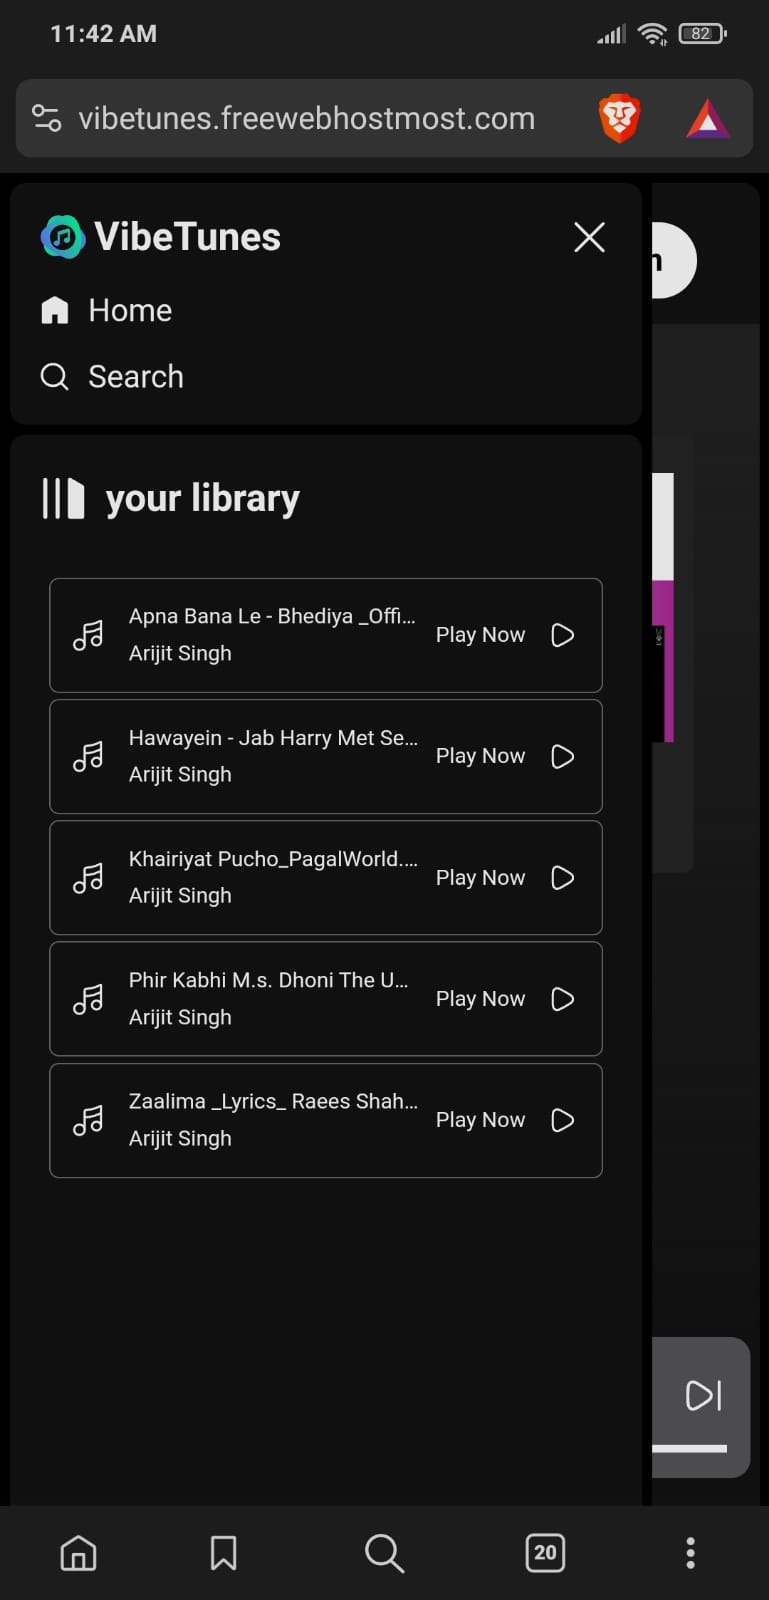 11:42 AM
82
vibetunes.freewebhostmost.com
VibeTunes
Home
Search
your library
Apna Bana Le - Bhediya _Offi...
Arijit Singh
Play Now
Hawayein - Jab Harry Met Se...
Arijit Singh
Play Now
Khairiyat Pucho_PagalWorld....
Arijit Singh
Play Now
Phir Kabhi M.s. Dhoni The U...
Arijit Singh
Play Now
Zaalima _Lyrics_ Raees Shah...
Arijit Singh
Play Now
20